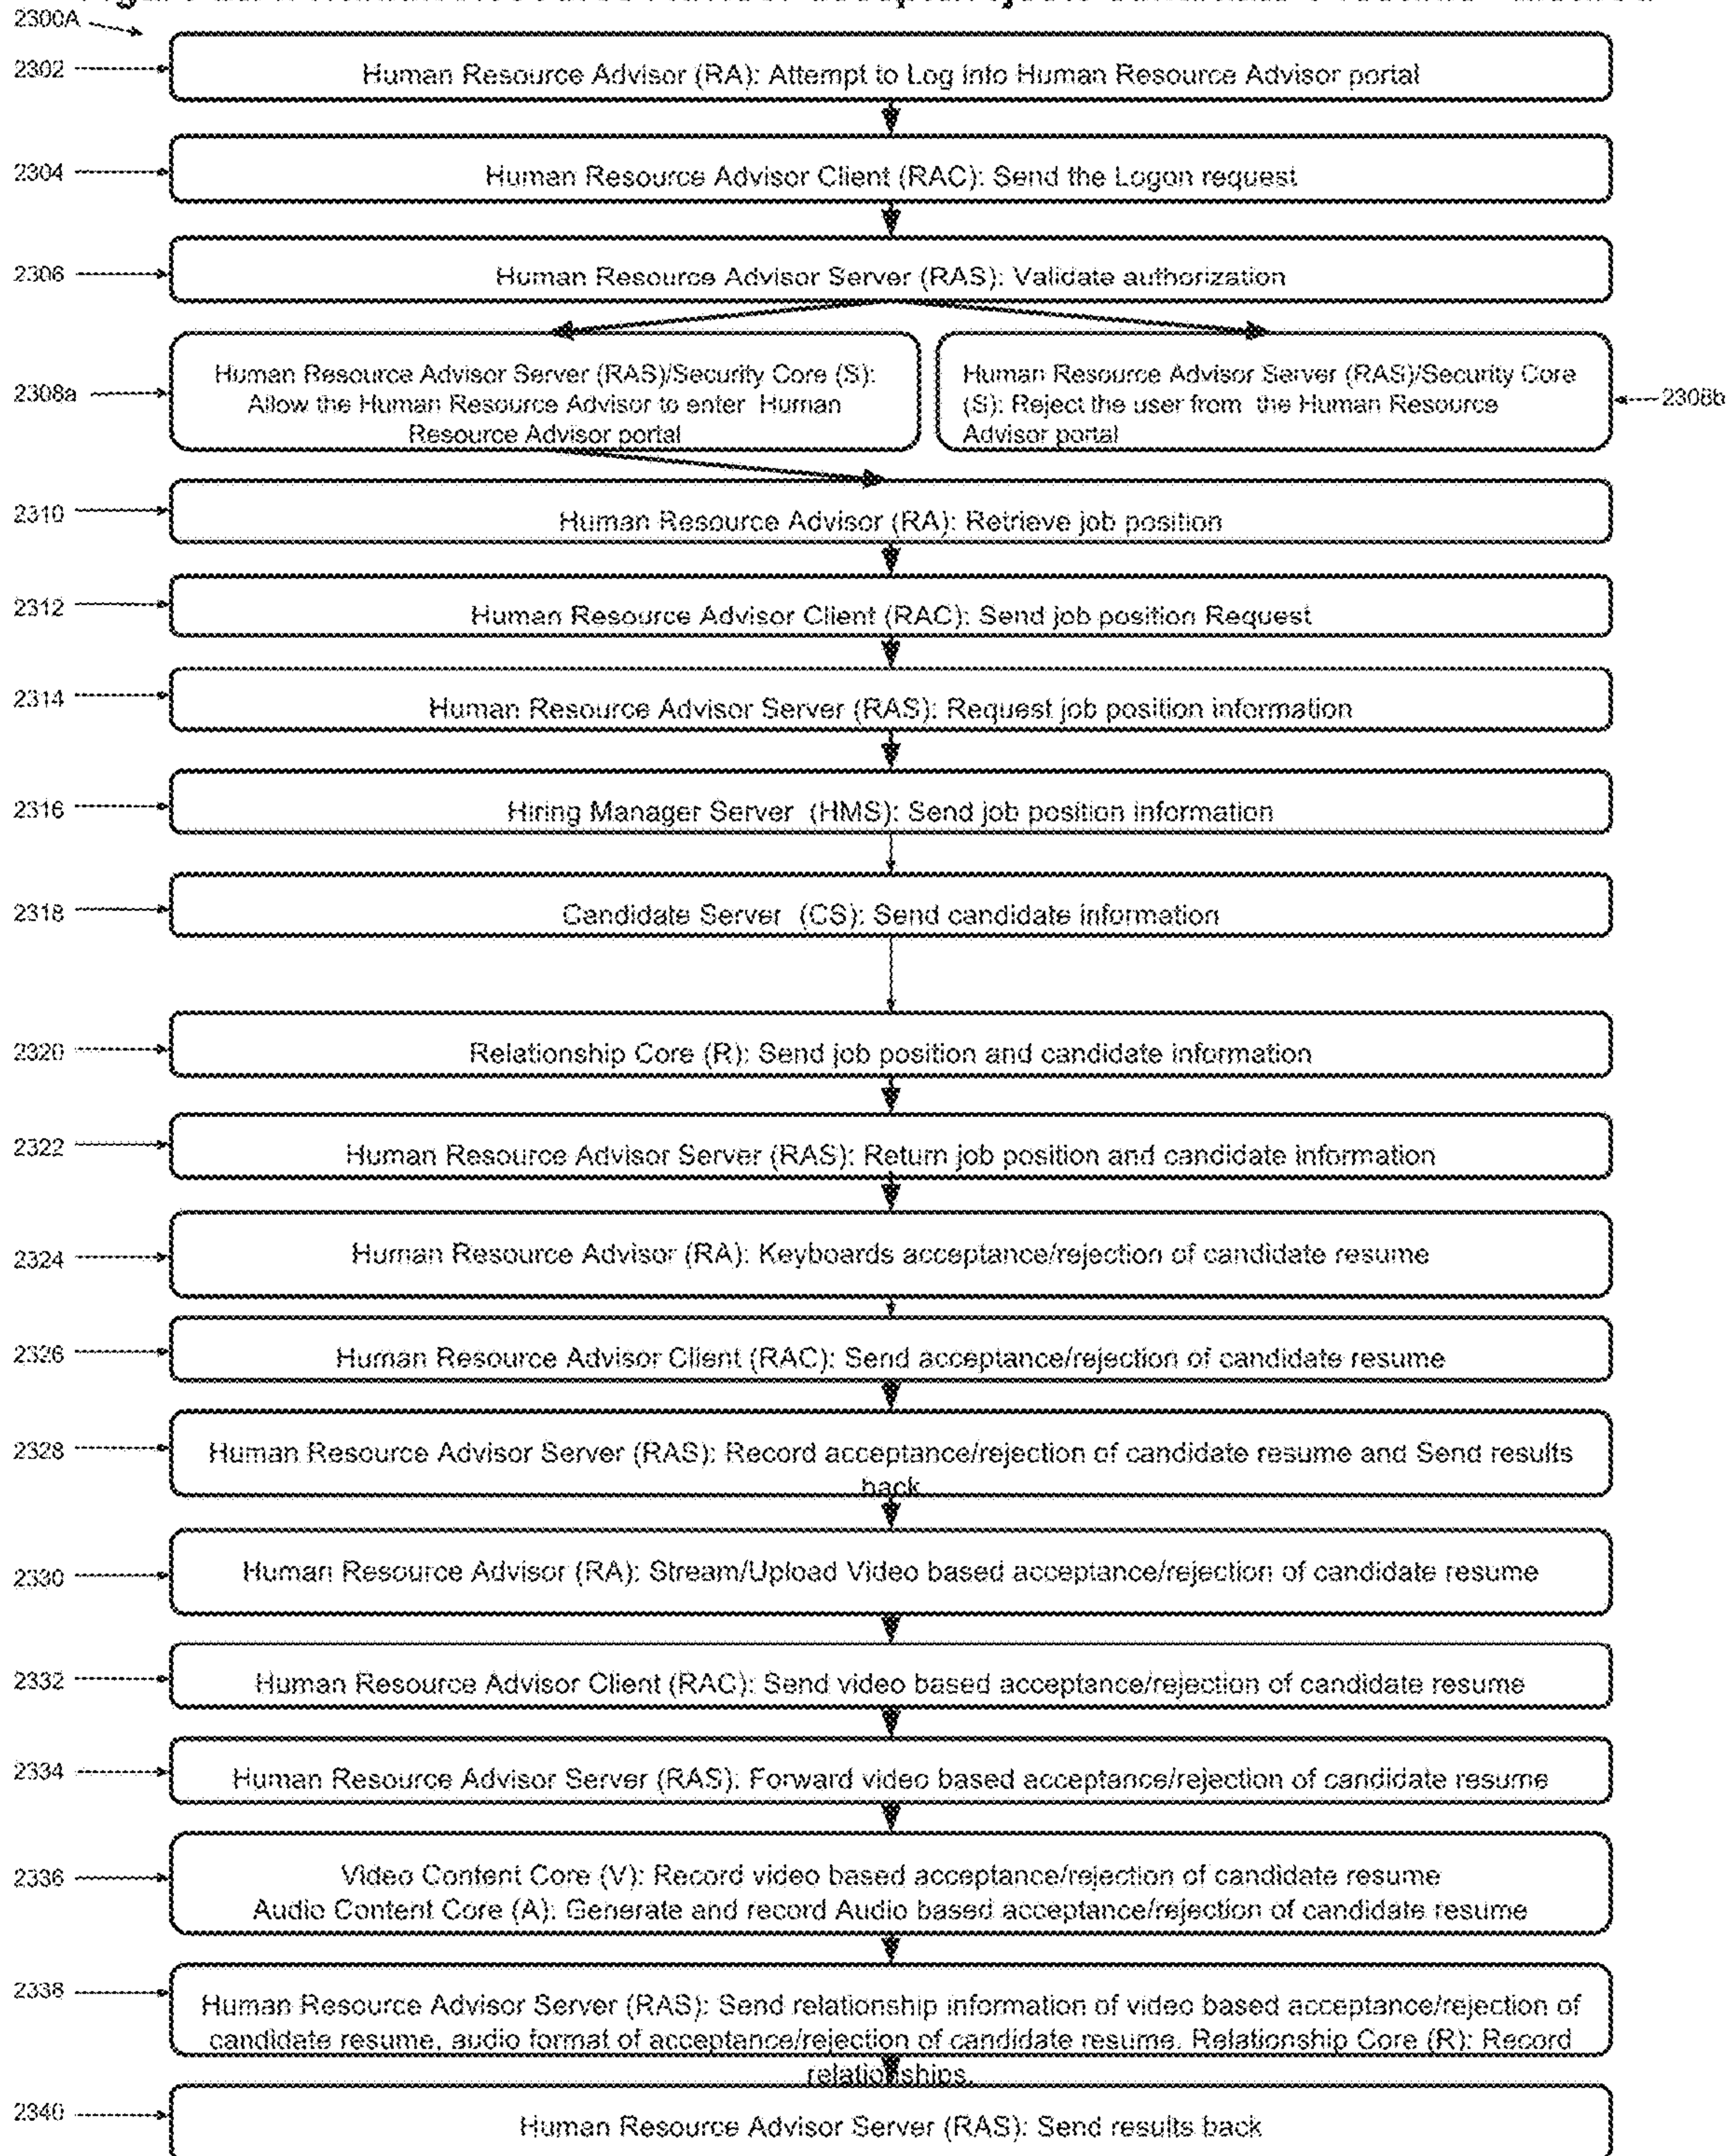 2300A
2302
Human Resource Advisor (RA): Attempt to Log into Human Resource Advisor portal
2304
Human Resource Advisor Client (RAC): Send the Logon request
2306
Human Resource Advisor Server (RAS): Validate authorization
2308a
Human Resource Advisor Server (RAS)/Security Core (S):
Allow the Human Resource Advisor to enter Human
Resource Advisor portal
Human Resource Advisor Server (RAS)/Security Core
(S): Reject the user from the Human Resource
Advisor portal
2308b
2310
Human Resource Advisor (RA): Retrieve job position
2312
Human Resource Advisor Client (RAC): Send job position Request
2314
Human Resource Advisor Server (RAS): Request job position information
2316
Hiring Manager Server (HMS): Send job position information
2318
Candidate Server (CS): Send candidate information
2320
Relationship Core (R): Send job position and candidate information
2322
Human Resource Advisor Server (RAS): Return job position and candidate information
2324
Human Resource Advisor (RA): Keyboards acceptance/rejection of candidate resume
2326
Human Resource Advisor Client (RAC): Send acceptance/rejection of candidate resume
2328
Human Resource Advisor Server (RAS): Record acceptance/rejection of candidate resume and Send results
back
2330
Human Resource Advisor (RA): Stream/Upload Video based acceptance/rejection of candidate resume
2332
Human Resource Advisor Client (RAC): Send video based acceptance/rejection of candidate resume
2334
Human Resource Advisor Server (RAS): Forward video based acceptance/rejection of candidate resume
2336
Video Content Core (V): Record video based acceptance/rejection of candidate resume
Audio Content Core (A): Generate and record Audio based acceptance/rejection of candidate resume
2338
Human Resource Advisor Server (RAS): Send relationship information of video based acceptance/rejection of
candidate resume, audio format of acceptance/rejection of candidate resume. Relationship Core (R): Record
relationships.
2340
Human Resource Advisor Server (RAS): Send results back